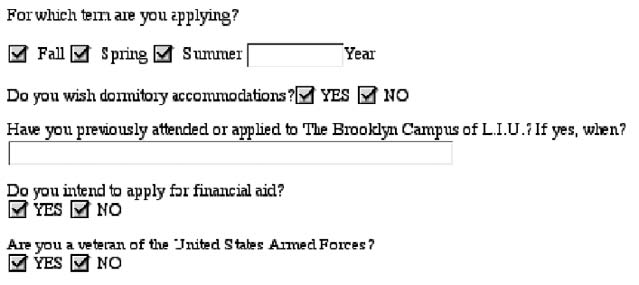 For which term are you applying?
Fall Spring Summer Year
Do you wish dormitory accommodations? YES NO
Have you previously attended or applied to The Brooklyn Campus of L.I.U.? If yes, when?
Do you intend to apply for financial aid?
YES NO
Are you a veteran of the United States Armed Forces?
YES NO